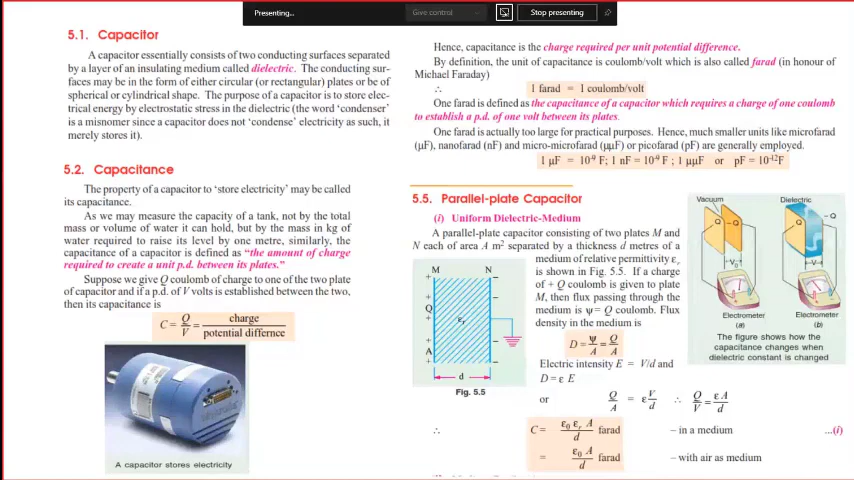 Presenting...
Give control
Stop presenting
5.1. Capacitor
A capacitor essentially consists of two conducting surfaces separated
by a layer of an insulating medium called dielectric. The conducting sur-
faces may be in the form of either circular (or rectangular) plates or be of
spherical or cylindrical shape. The purpose of a capacitor is to store elec-
trical energy by electrostatic stress in the dielectric (the word ‘condenser’
is a misnomer since a capacitor does not ‘condense’ electricity as such, it
merely stores it).
5.2. Capacitance
The property of a capacitor to ‘store electricity’ may be called
its capacitance.
As we may measure the capacity of a tank, not by the total
mass or volume of water it can hold, but by the mass in kg of
water required to raise its level by one metre, similarly, the
capacitance of a capacitor is defined as “the amount of charge
required to create a unit p.d. between its plates.”
Suppose we give Q coulomb of charge to one of the two plate
of capacitor and if a p.d. of V volts is established between the two,
then its capacitance is
C = Q/V = charge/potential differnce
A capacitor stores electricity
Hence, capacitance is the charge required per unit potential difference.
By definition, the unit of capacitance is coulomb/volt which is also called farad (in honour of
Michael Faraday)
∴ 1 farad = 1 coulomb/volt
One farad is defined as the capacitance of a capacitor which requires a charge of one coulomb
to establish a p.d. of one volt between its plates.
One farad is actually too large for practical purposes. Hence, much smaller units like microfarad
(μF), nanofarad (nF) and micro-microfarad (μμF) or picofarad (pF) are generally employed.
1 μF = 10⁻⁹ F; 1 nF = 10⁻⁹ F ; 1 μμF or pF = 10⁻¹²F
5.5. Parallel-plate Capacitor
(i) Uniform Dielectric-Medium
A parallel-plate capacitor consisting of two plates M and
N each of area A m² separated by a thickness d metres of a
medium of relative permittivity εr
is shown in Fig. 5.5. If a charge
of + Q coulomb is given to plate
M, then flux passing through the
medium is ψ = Q coulomb. Flux
density in the medium is
D = ψ/A = Q/A
Electric intensity E = V/d and
D = ε E
or Q/A = ε V/d ∴ Q/V = ε A/d
∴ C = ε0 εr A/d farad – in a medium ...(i)
= ε0 A/d farad – with air as medium
M N
Q
εr
A
d
Fig. 5.5
Vacuum Dielectric
Q – Q
Q – Q
V0 V
Electrometer Electrometer
(a) (b)
The figure shows how the
capacitance changes when
dielectric constant is changed